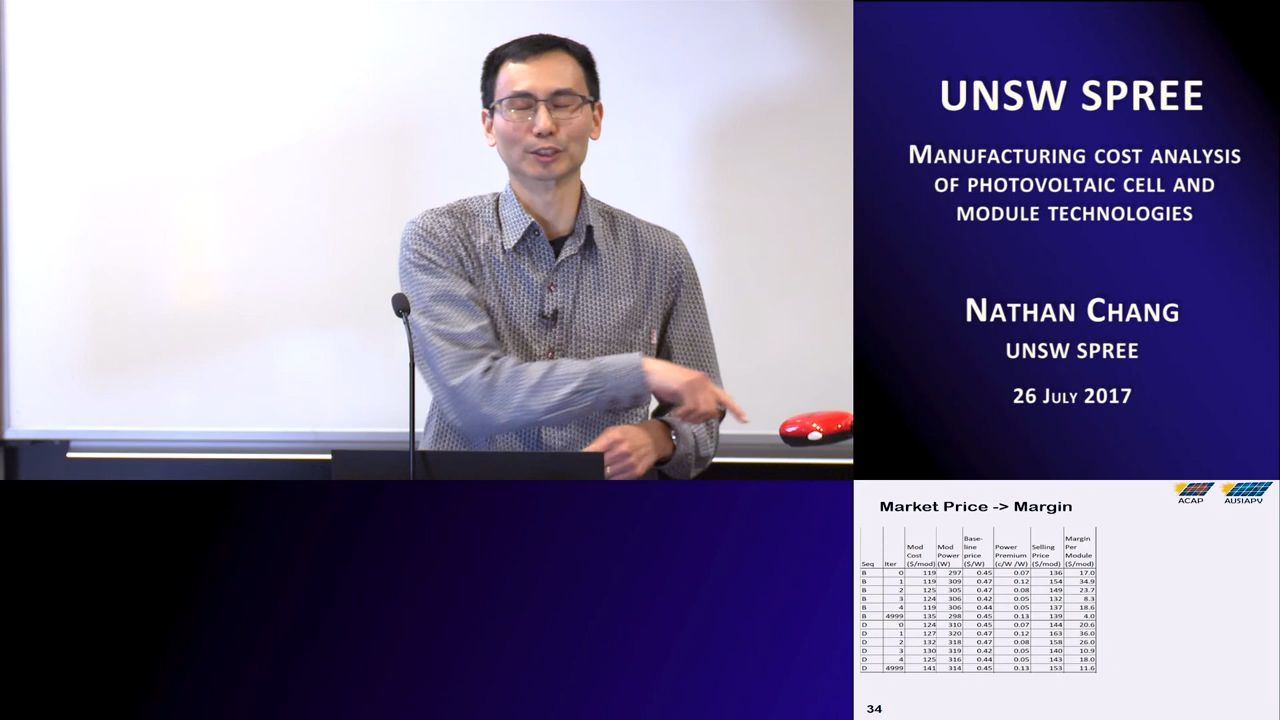 UNSW SPREE
MANUFACTURING COST ANALYSIS
OF PHOTOVOLTAIC CELL AND
MODULE TECHNOLOGIES
NATHAN CHANG
UNSW SPREE
26 JULY 2017
ACAP AUSIAPV
Market Price -> Margin
Seq Iter Mod Cost ($/mod) Mod Power (W) Base-line price ($/W) Power Premium (c/W /W) Selling Price ($/mod) Margin Per Module ($/mod)
B 0 119 297 0.45 0.07 136 17.0
B 1 119 309 0.47 0.12 154 34.9
B 2 125 305 0.47 0.08 149 23.7
B 3 124 306 0.42 0.05 132 8.3
B 4 119 306 0.44 0.05 137 18.6
B 4999 135 298 0.45 0.13 139 4.0
D 0 124 310 0.45 0.07 144 20.6
D 1 127 320 0.47 0.12 163 36.0
D 2 132 318 0.47 0.08 158 26.0
D 3 130 319 0.42 0.05 140 10.9
D 4 125 316 0.44 0.05 143 18.0
D 4999 141 314 0.45 0.13 153 11.6
34